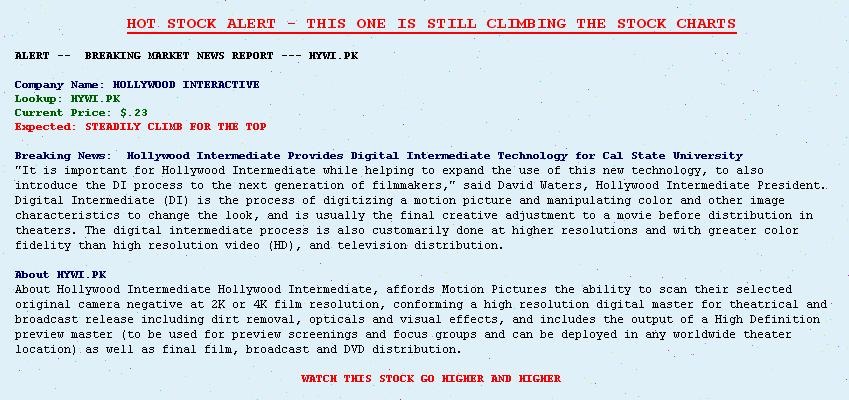 HOT STOCK ALERT - THIS ONE IS STILL CLIMBING THE STOCK CHARTS
ALERT -- BREAKING MARKET NEWS REPORT --- HYWI.PK
Company Name: HOLLYWOOD INTERACTIVE
Lookup: HYWI.PK
Current Price: $.23
Expected: STEADILY CLIMB FOR THE TOP
Breaking News: Hollywood Intermediate Provides Digital Intermediate Technology for Cal State University
"It is important for Hollywood Intermediate while helping to expand the use of this new technology, to also
introduce the DI process to the next generation of filmmakers," said David Waters, Hollywood Intermediate President.
Digital Intermediate (DI) is the process of digitizing a motion picture and manipulating color and other image
characteristics to change the look, and is usually the final creative adjustment to a movie before distribution in
theaters. The digital intermediate process is also customarily done at higher resolutions and with greater color
fidelity than high resolution video (HD), and television distribution.
About HYWI.PK
About Hollywood Intermediate Hollywood Intermediate, affords Motion Pictures the ability to scan their selected
original camera negative at 2K or 4K film resolution, conforming a high resolution digital master for theatrical and
broadcast release including dirt removal, opticals and visual effects, and includes the output of a High Definition
preview master (to be used for preview screenings and focus groups and can be deployed in any worldwide theater
location) as well as final film, broadcast and DVD distribution.
WATCH THIS STOCK GO HIGHER AND HIGHER